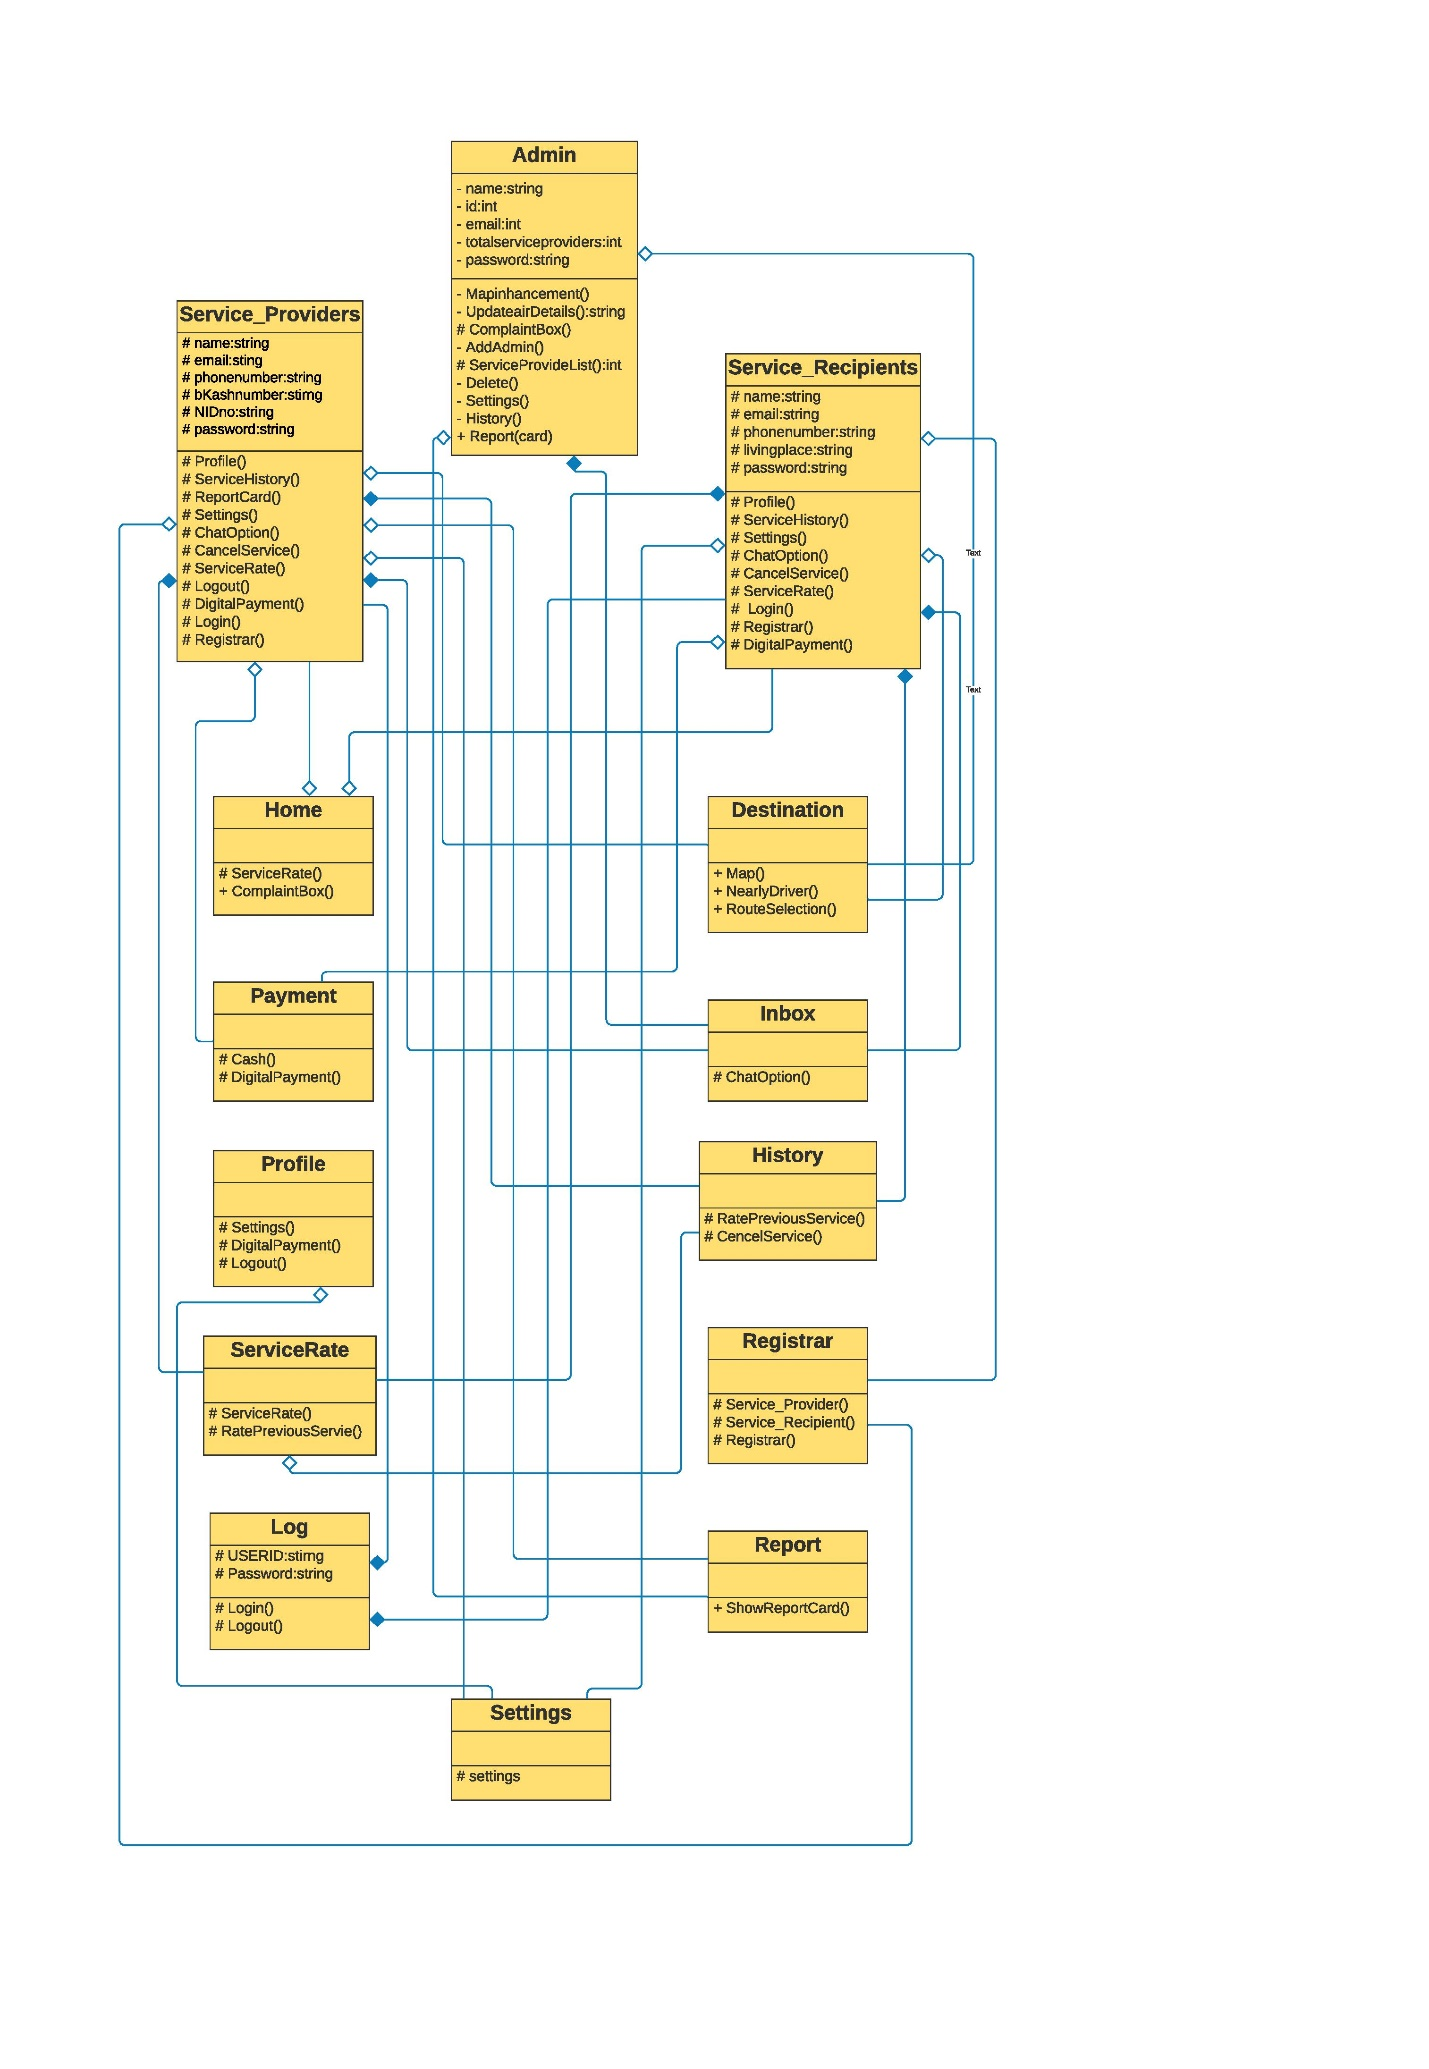 Admin
- name:string
- id:int
- email:int
- totalserviceproviders:int
- password:string
- Mapinhancement()
- UpdateairDetails():string
# ComplaintBox()
- AddAdmin()
# ServiceProvideList():int
- Delete()
- Settings()
- History()
+ Report(card)
Service_Providers
# name:string
# email:sting
# phonenumber:string
# bKashnumber:stirng
# NIDno:string
# password:string
# Profile()
# ServiceHistory()
# ReportCard()
# Settings()
# ChatOption()
# CancelService()
# ServiceRate()
# Logout()
# DigitalPayment()
# Login()
# Registrar()
Service_Recipients
# name:string
# email:string
# phonenumber:string
# livingplace:string
# password:string
# Profile()
# ServiceHistory()
# Settings()
# ChatOption()
# CancelService()
# ServiceRate()
#  Login()
# Registrar()
# DigitalPayment()
Text
Text
Home
# ServiceRate()
+ ComplaintBox()
Destination
+ Map()
+ NearlyDriver()
+ RouteSelection()
Payment
# Cash()
# DigitalPayment()
Inbox
# ChatOption()
Profile
# Settings()
# DigitalPayment()
# Logout()
History
# RatePreviousService()
# CencelService()
ServiceRate
# ServiceRate()
# RatePreviousServie()
Registrar
# Service_Provider()
# Service_Recipient()
# Registrar()
Log
# USERID:stirng
# Password:string
# Login()
# Logout()
Report
+ ShowReportCard()
Settings
# settings